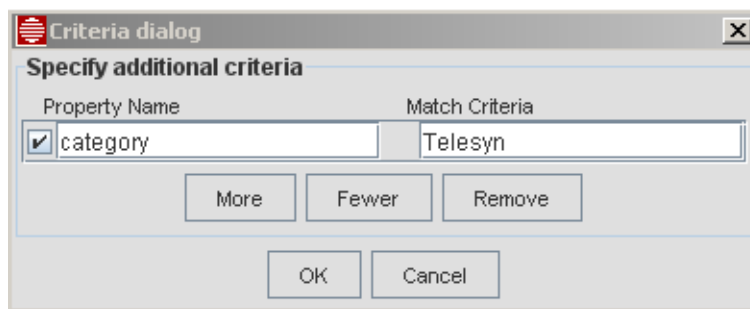 Criteria dialog
Specify additional criteria
Property Name Match Criteria
category Telesyn
More Fewer Remove
OK Cancel